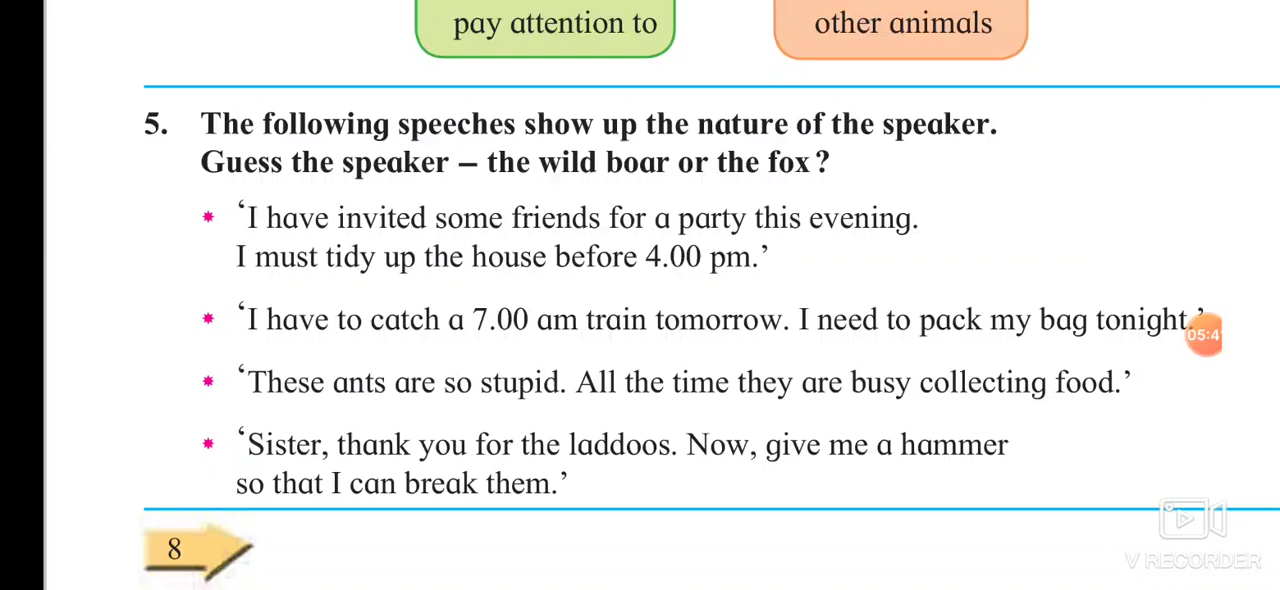 pay attention to
other animals
5. The following speeches show up the nature of the speaker.
Guess the speaker – the wild boar or the fox?
* ‘I have invited some friends for a party this evening.
I must tidy up the house before 4.00 pm.’
* ‘I have to catch a 7.00 am train tomorrow. I need to pack my bag tonight.’
05:4
* ‘These ants are so stupid. All the time they are busy collecting food.’
* ‘Sister, thank you for the laddoos. Now, give me a hammer
so that I can break them.’
8
V RECORDER